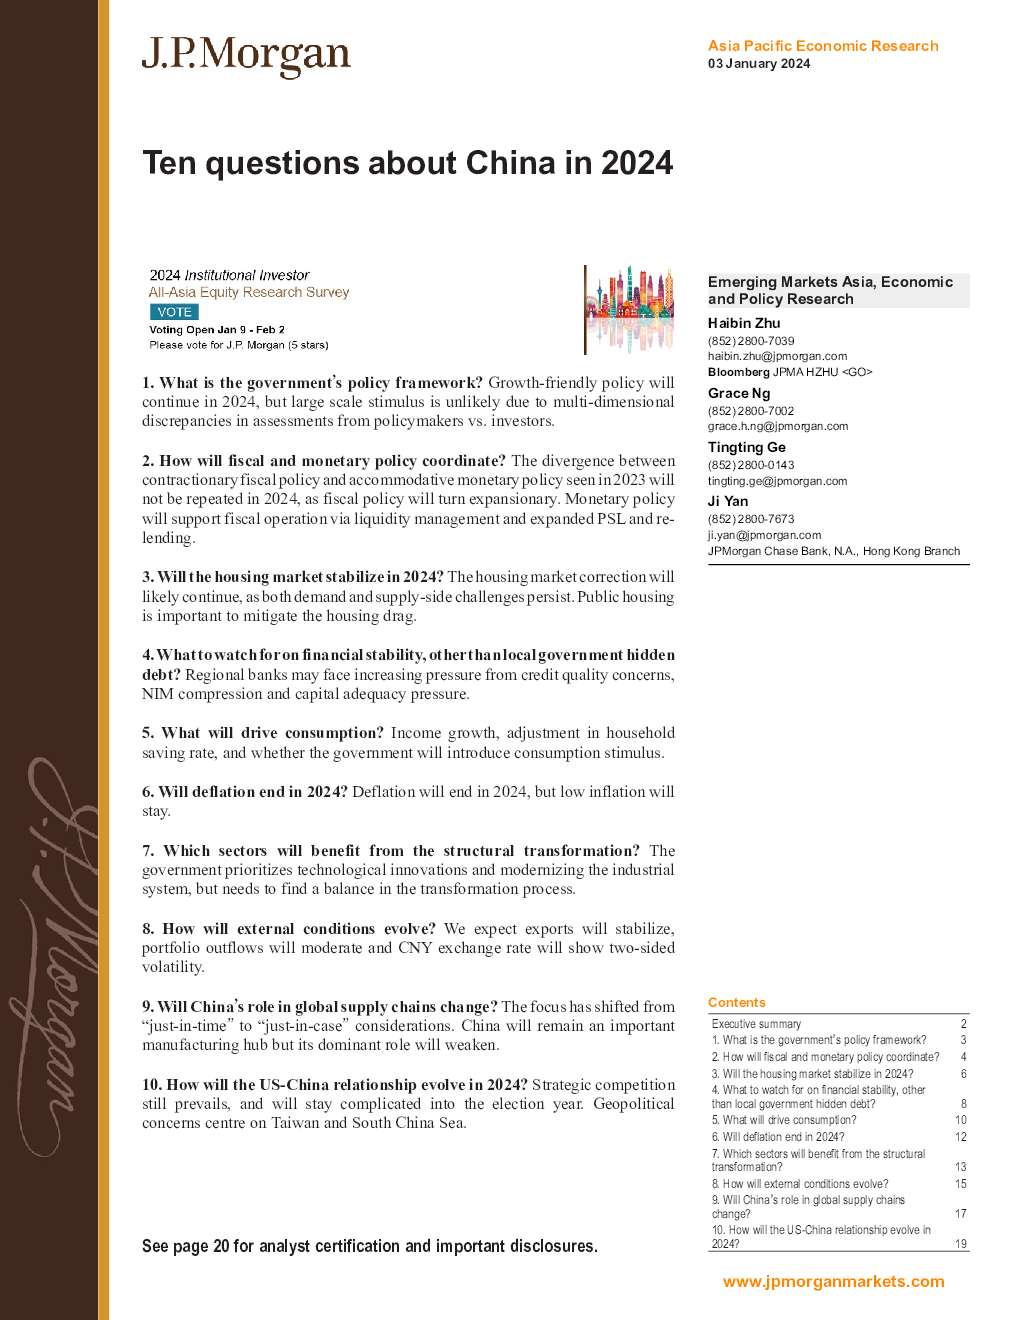 J.P.Morgan
Asia Pacific Economic Research
03 January 2024
Ten questions about China in 2024
2024 Institutional Investor
All-Asia Equity Research Survey
VOTE
Voting Open Jan 9 - Feb 2
Please vote for J.P. Morgan (5 stars)
1. What is the government's policy framework? Growth-friendly policy will
continue in 2024, but large scale stimulus is unlikely due to multi-dimensional
discrepancies in assessments from policymakers vs. investors.
2. How will fiscal and monetary policy coordinate? The divergence between
contractionary fiscal policy and accommodative monetary policy seen in 2023 will
not be repeated in 2024, as fiscal policy will turn expansionary. Monetary policy
will support fiscal operation via liquidity management and expanded PSL and re-
lending.
3. Will the housing market stabilize in 2024? The housing market correction will
likely continue, as both demand and supply-side challenges persist. Public housing
is important to mitigate the housing drag.
4. What to watch for on financial stability, other than local government hidden
debt? Regional banks may face increasing pressure from credit quality concerns,
NIM compression and capital adequacy pressure.
5. What will drive consumption? Income growth, adjustment in household
saving rate, and whether the government will introduce consumption stimulus.
6. Will deflation end in 2024? Deflation will end in 2024, but low inflation will
stay.
7. Which sectors will benefit from the structural transformation? The
government prioritizes technological innovations and modernizing the industrial
system, but needs to find a balance in the transformation process.
8. How will external conditions evolve? We expect exports will stabilize,
portfolio outflows will moderate and CNY exchange rate will show two-sided
volatility.
9. Will China's role in global supply chains change? The focus has shifted from
“just-in-time” to “just-in-case” considerations. China will remain an important
manufacturing hub but its dominant role will weaken.
10. How will the US-China relationship evolve in 2024? Strategic competition
still prevails, and will stay complicated into the election year. Geopolitical
concerns centre on Taiwan and South China Sea.
See page 20 for analyst certification and important disclosures.
Emerging Markets Asia, Economic
and Policy Research
Haibin Zhu
(852) 2800-7039
haibin.zhu@jpmorgan.com
Bloomberg JPMA HZHU <GO>
Grace Ng
(852) 2800-7002
grace.h.ng@jpmorgan.com
Tingting Ge
(852) 2800-0143
tingting.ge@jpmorgan.com
Ji Yan
(852) 2800-7673
ji.yan@jpmorgan.com
JPMorgan Chase Bank, N.A., Hong Kong Branch
Contents
Executive summary 2
1. What is the government's policy framework? 3
2. How will fiscal and monetary policy coordinate? 4
3. Will the housing market stabilize in 2024? 6
4. What to watch for on financial stability, other
than local government hidden debt? 8
5. What will drive consumption? 10
6. Will deflation end in 2024? 12
7. Which sectors will benefit from the structural
transformation? 13
8. How will external conditions evolve? 15
9. Will China's role in global supply chains
change? 17
10. How will the US-China relationship evolve in
2024? 19
www.jpmorganmarkets.com
J.P. Morgan